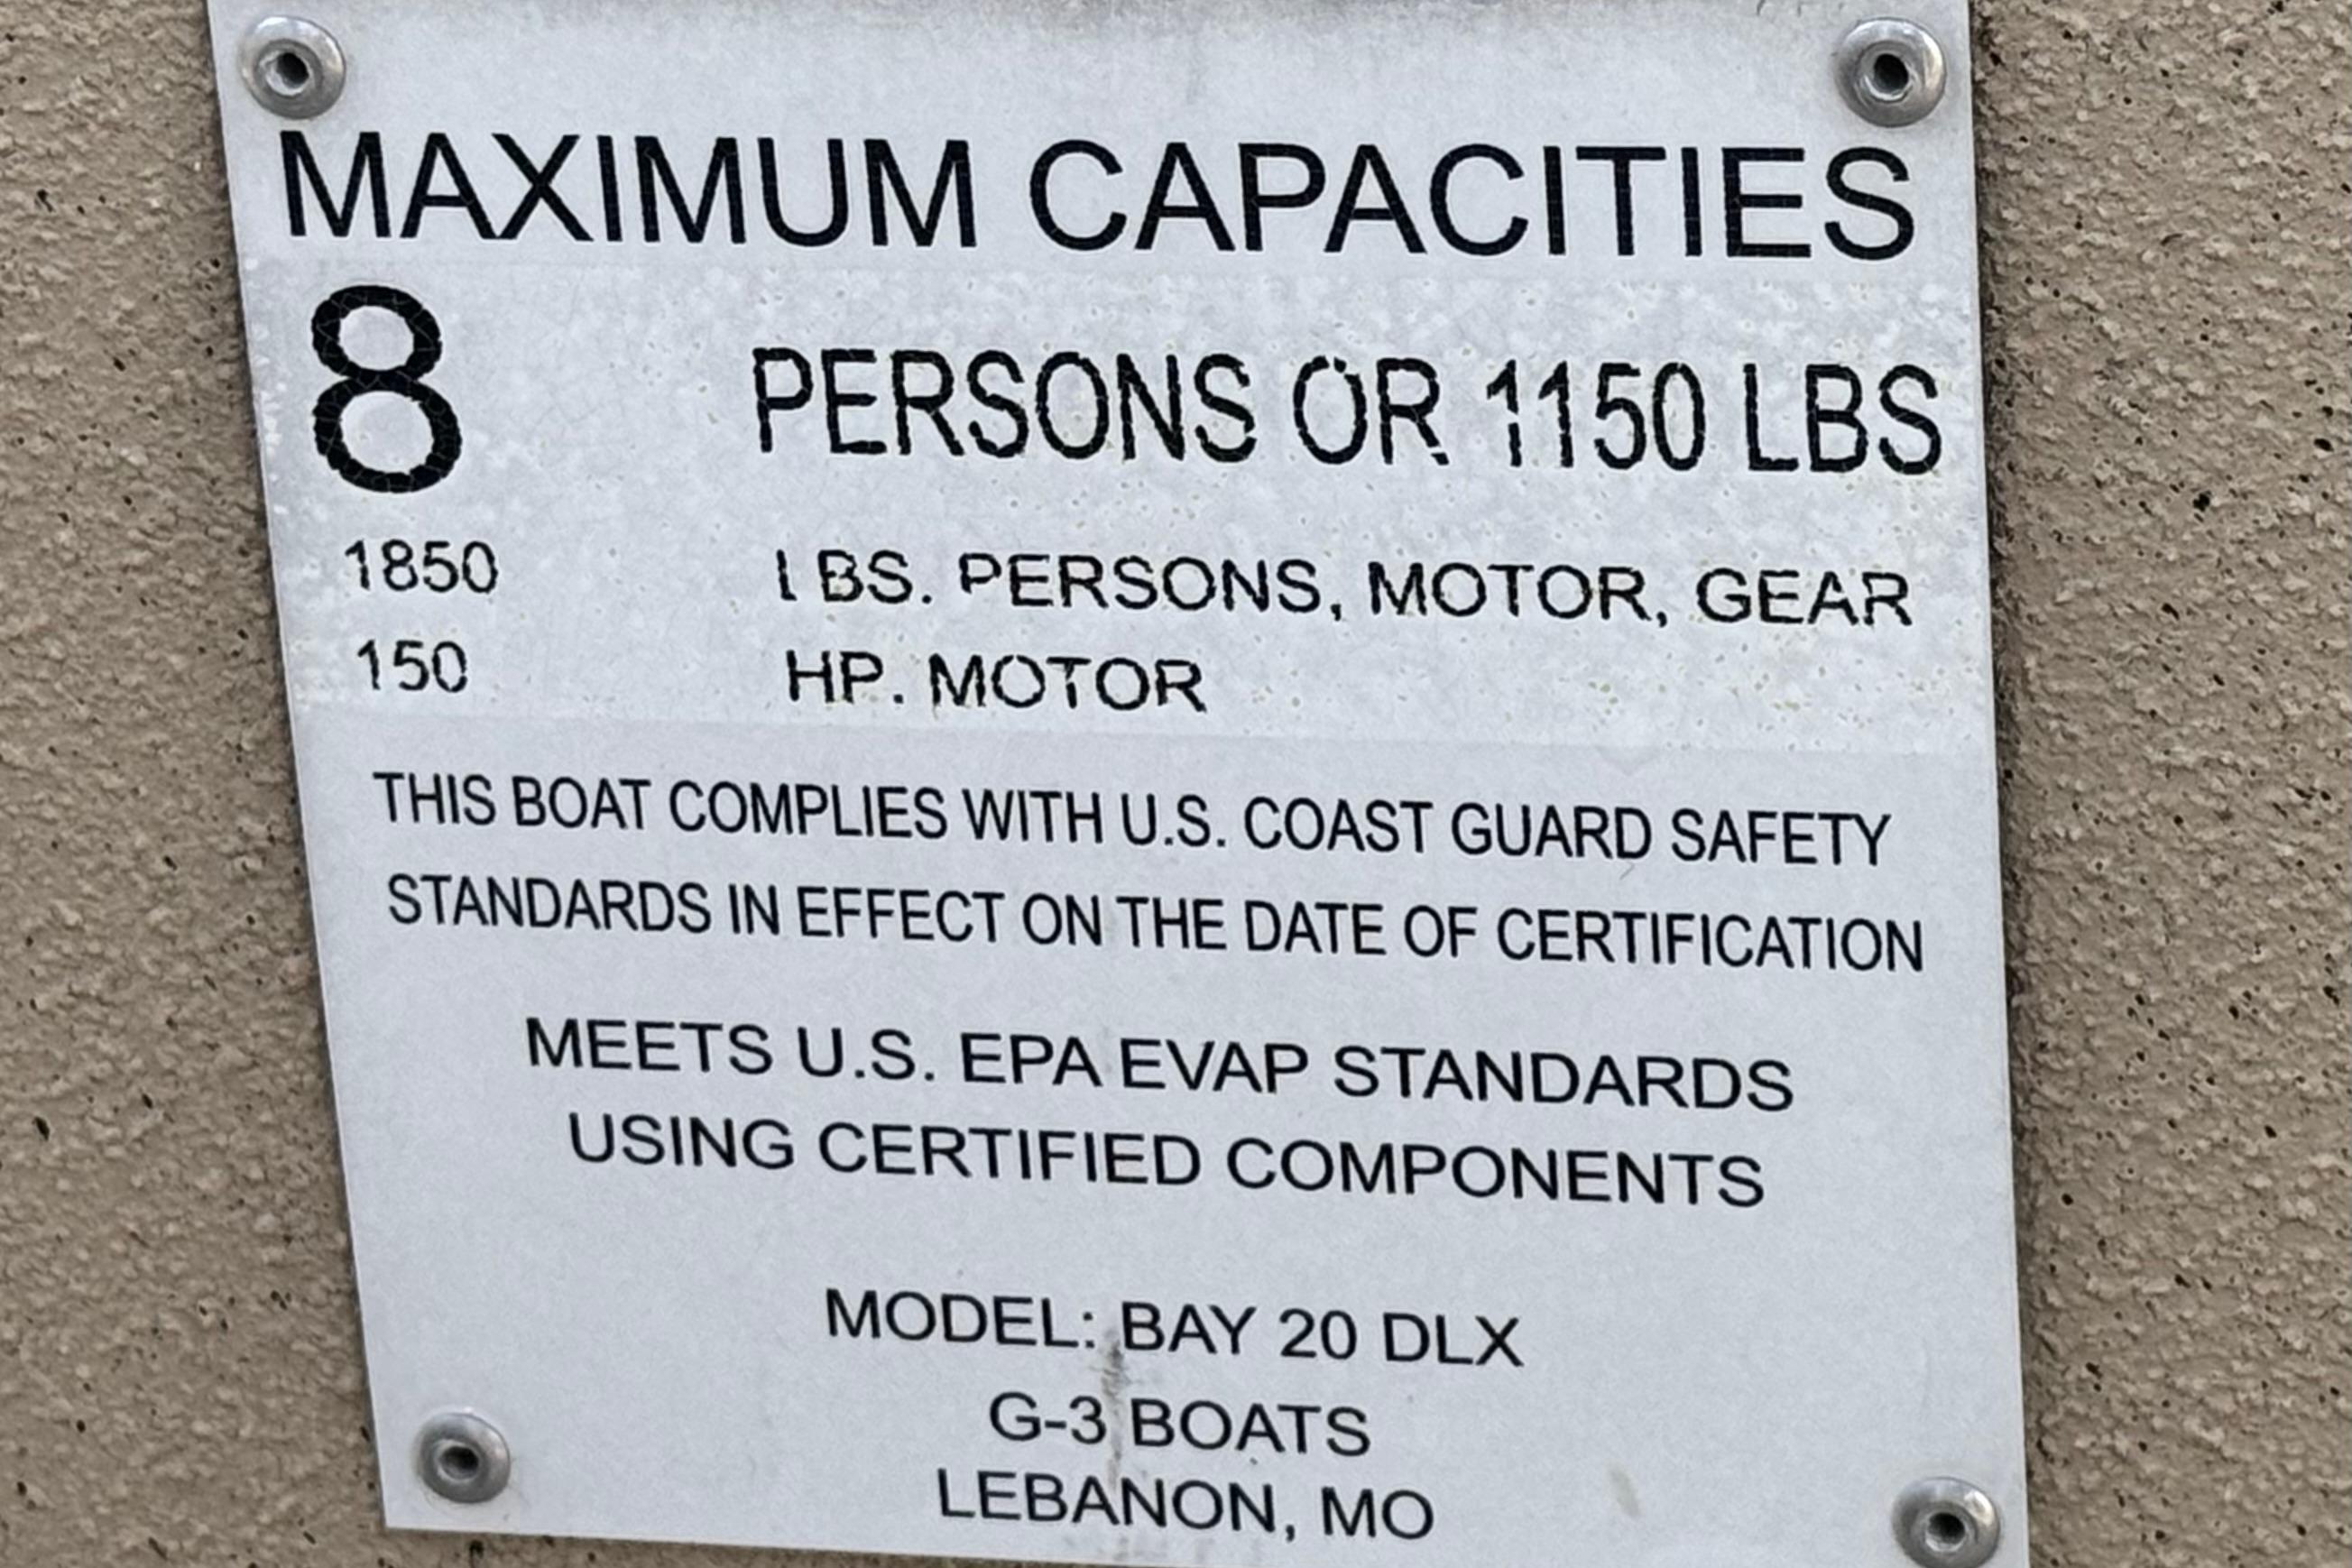 MAXIMUM CAPACITIES
8 PERSONS OR 1150 LBS
1850 LBS. PERSONS, MOTOR, GEAR
150 HP. MOTOR
THIS BOAT COMPLIES WITH U.S. COAST GUARD SAFETY
STANDARDS IN EFFECT ON THE DATE OF CERTIFICATION
MEETS U.S. EPA EVAP STANDARDS
USING CERTIFIED COMPONENTS
MODEL: BAY 20 DLX
G-3 BOATS
LEBANON, MO